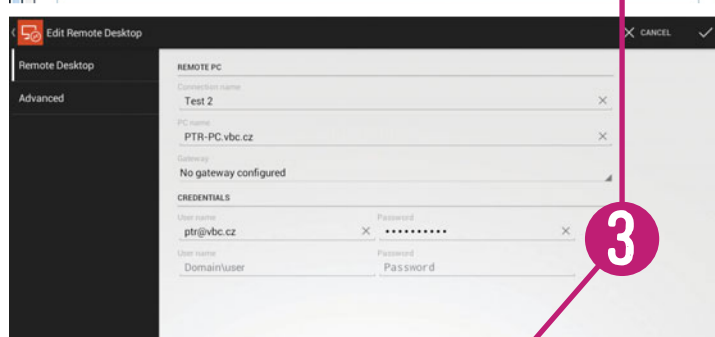 Edit Remote Desktop
CANCEL
Remote Desktop
Advanced
REMOTE PC
Connection name
Test 2
PC name
PTR-PC.vbc.cz
Gateway
No gateway configured
CREDENTIALS
User name Password
ptr@vbc.cz ••••••••••
User name Password
Domain\user Password
3